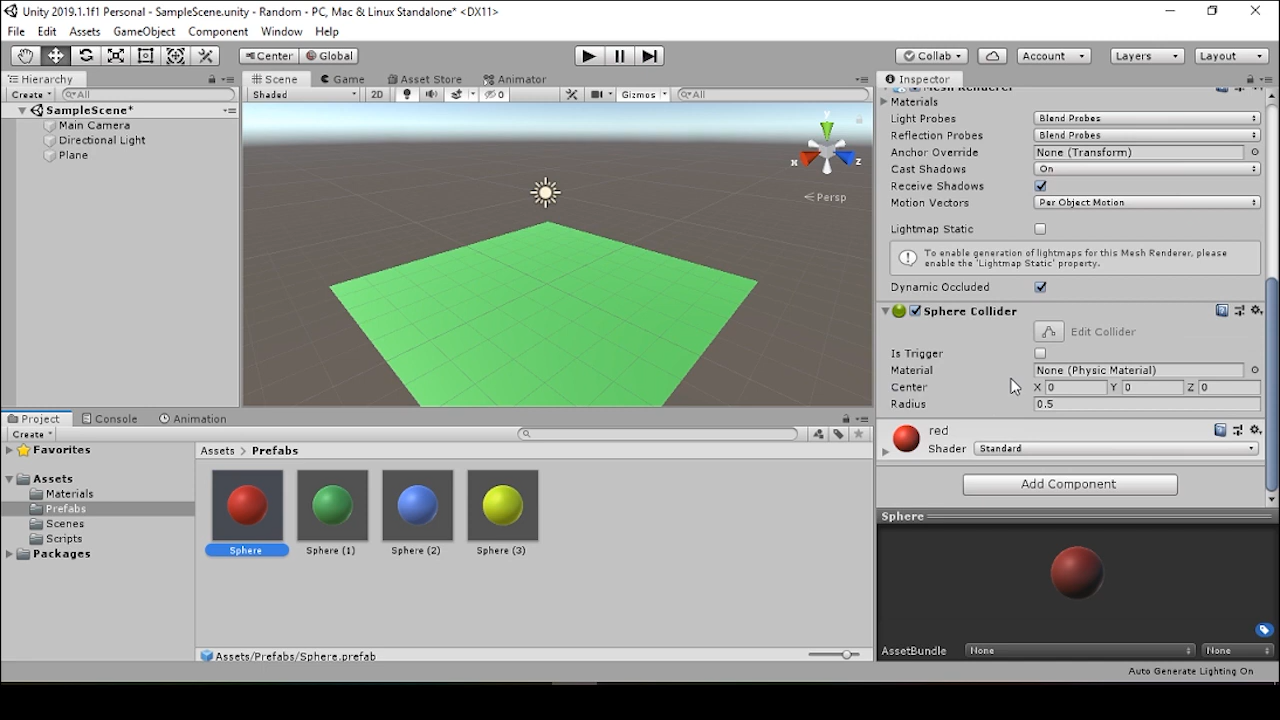 Unity 2019.1.1f1 Personal - SampleScene.unity - Random - PC, Mac & Linux Standalone* <DX11>
File Edit Assets GameObject Component Window Help
Center Global Collab Account Layers Layout
Hierarchy
Create All
SampleScene*
Main Camera
Directional Light
Plane
Scene Game Asset Store Animator
Shaded 2D 0 Gizmos All
y
x z
Persp
Inspector
Mesh Renderer
Materials
Light Probes Blend Probes
Reflection Probes Blend Probes
Anchor Override None (Transform)
Cast Shadows On
Receive Shadows
Motion Vectors Per Object Motion
Lightmap Static
To enable generation of lightmaps for this Mesh Renderer, please
enable the 'Lightmap Static' property.
Dynamic Occluded
Sphere Collider
Edit Collider
Is Trigger
Material None (Physic Material)
Center X 0 Y 0 Z 0
Radius 0.5
red
Shader Standard
Add Component
Sphere
AssetBundle None None
Project Console Animation
Create
Favorites
Assets
Materials
Prefabs
Scenes
Scripts
Packages
Assets > Prefabs
Sphere Sphere (1) Sphere (2) Sphere (3)
Assets/Prefabs/Sphere.prefab
Auto Generate Lighting On